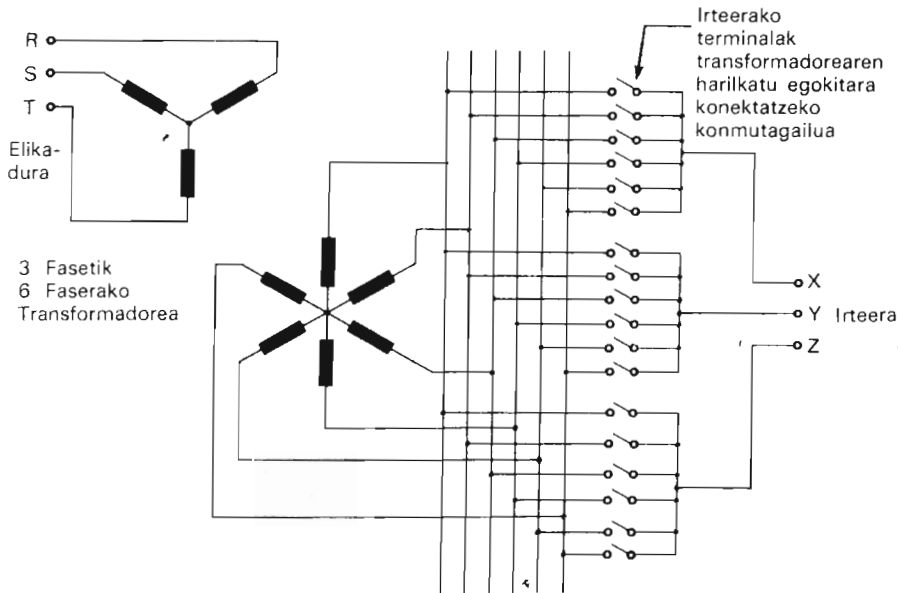 R
S
T
Elika-
dura
3 Fasetik
6 Faserako
Transformadorea
Irteerako
terminalak
transformadorearen
harilkatu egokitara
konektatzeko
konmutagailua
X
Y Irteera
Z